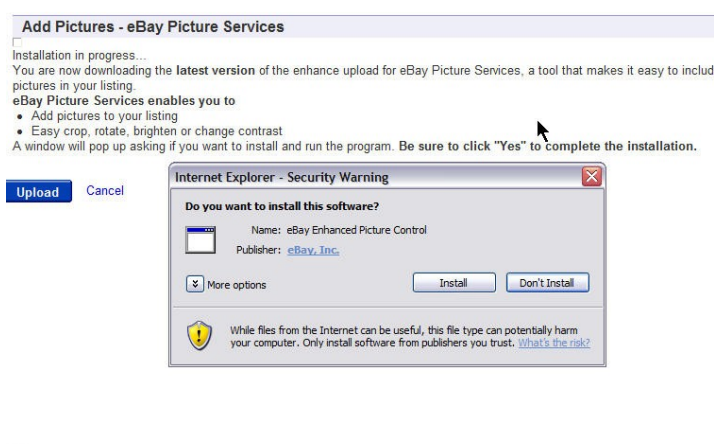 Add Pictures - eBay Picture Services
Installation in progress...
You are now downloading the latest version of the enhance upload for eBay Picture Services, a tool that makes it easy to includ
pictures in your listing.
eBay Picture Services enables you to
• Add pictures to your listing
• Easy crop, rotate, brighten or change contrast
A window will pop up asking if you want to install and run the program. Be sure to click "Yes" to complete the installation.
Upload Cancel
Internet Explorer - Security Warning
Do you want to install this software?
Name: eBay Enhanced Picture Control
Publisher: eBay, Inc.
More options Install Don't Install
While files from the Internet can be useful, this file type can potentially harm
your computer. Only install software from publishers you trust. What's the risk?